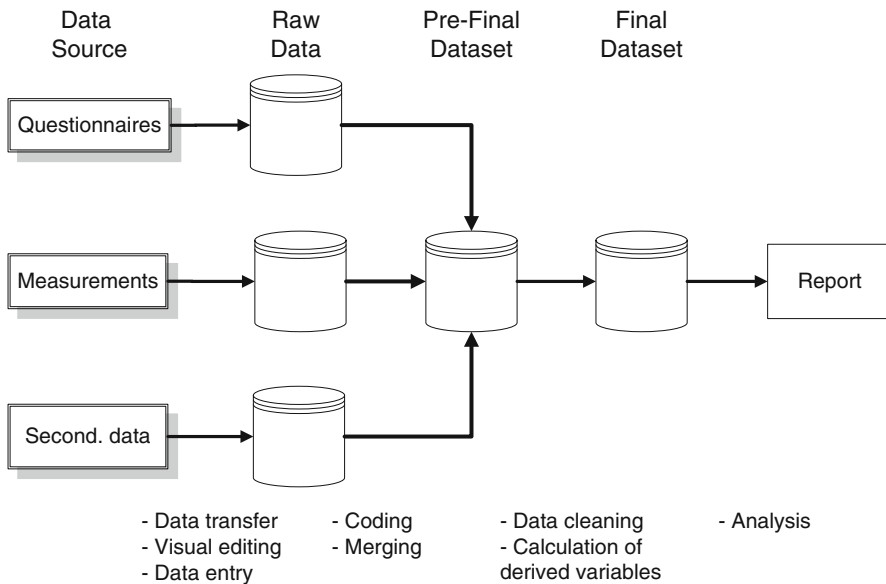 Data Source
Raw Data
Pre-Final Dataset
Final Dataset
Questionnaires
Measurements
Report
Second. data
- Data transfer
- Visual editing
- Data entry
- Coding
- Merging
- Data cleaning
- Calculation of
derived variables
- Analysis